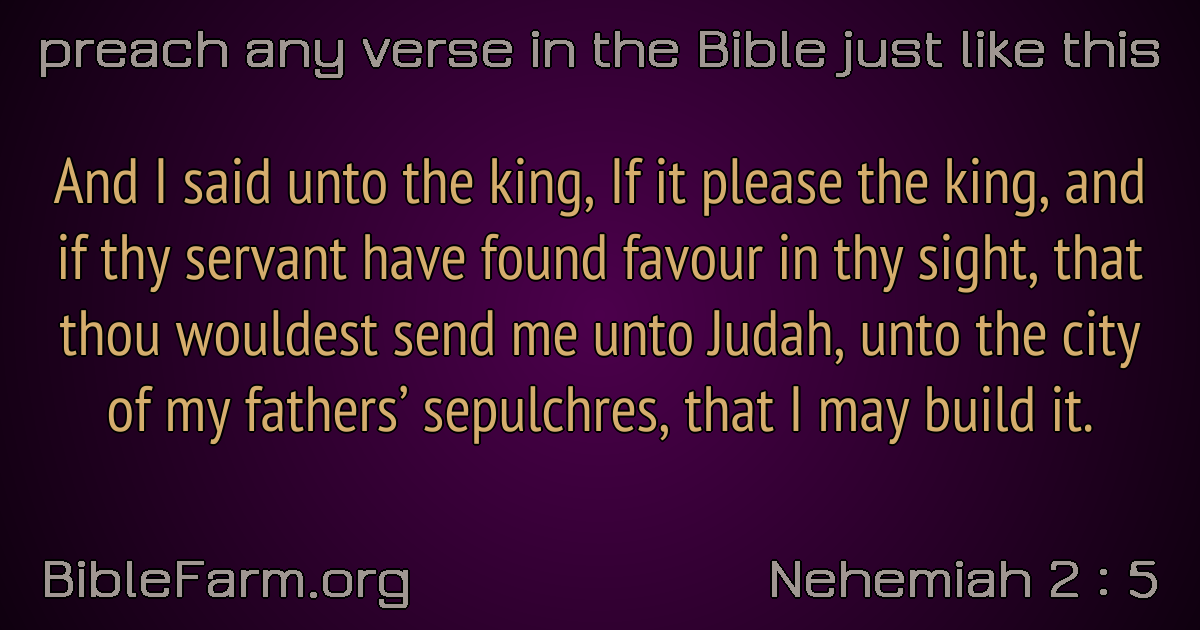 preach any verse in the Bible just like this
And I said unto the king, If it please the king, and
if thy servant have found favour in thy sight, that
thou wouldest send me unto Judah, unto the city
of my fathers’ sepulchres, that I may build it.
BibleFarm.org
Nehemiah 2 : 5